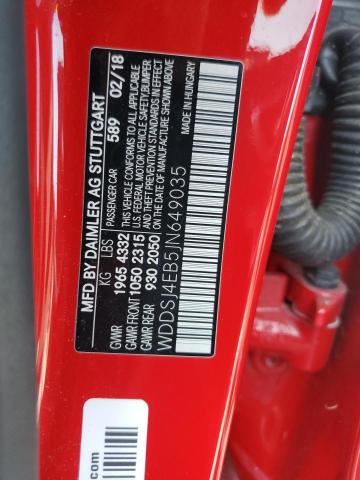 MFD BY DAIMLER AG STUTTGART
KG LBS
GVWR 1965 4332
GAWR FRONT 1050 2315
GAWR REAR 930 2050
PASSENGER CAR 589 02/18
THIS VEHICLE CONFORMS TO ALL APPLICABLE
U.S. FEDERAL MOTOR VEHICLE SAFETY,BUMPER
AND THEFT PREVENTION STANDARDS IN EFFECT
ON THE DATE OF MANUFACTURE SHOWN ABOVE
MADE IN HUNGARY
WDDSJ4EB5JN649035
.com